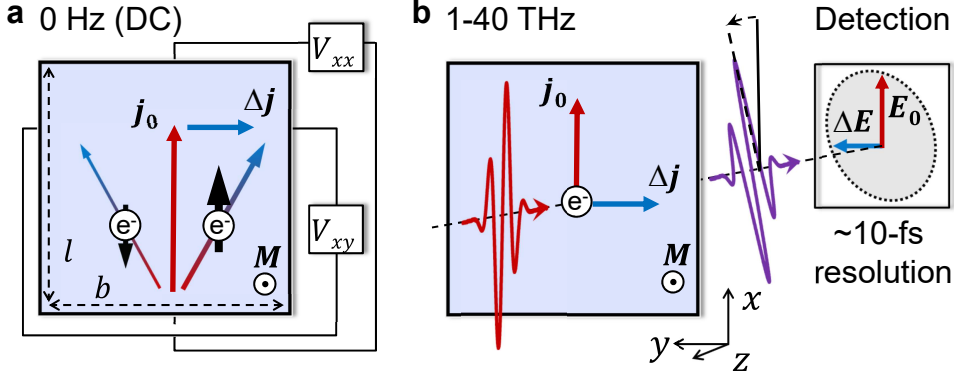 a 0 Hz (DC)
V_xx
j_0
Δj
e-
e-
V_xy
M
l
b
b 1-40 THz
Detection
j_0
e-
Δj
M
ΔE
E_0
~10-fs
resolution
x
y
z